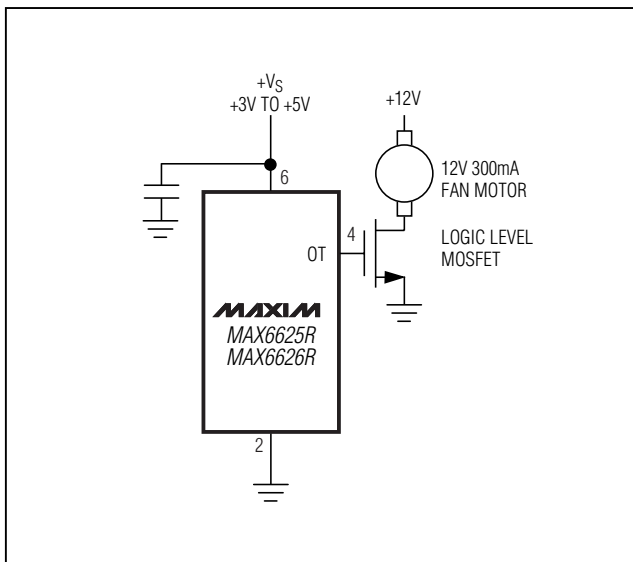 +VS
+3V TO +5V
+12V
6
12V 300mA
FAN MOTOR
4
OT
LOGIC LEVEL
MOSFET
MAXIM
MAX6625R
MAX6626R
2